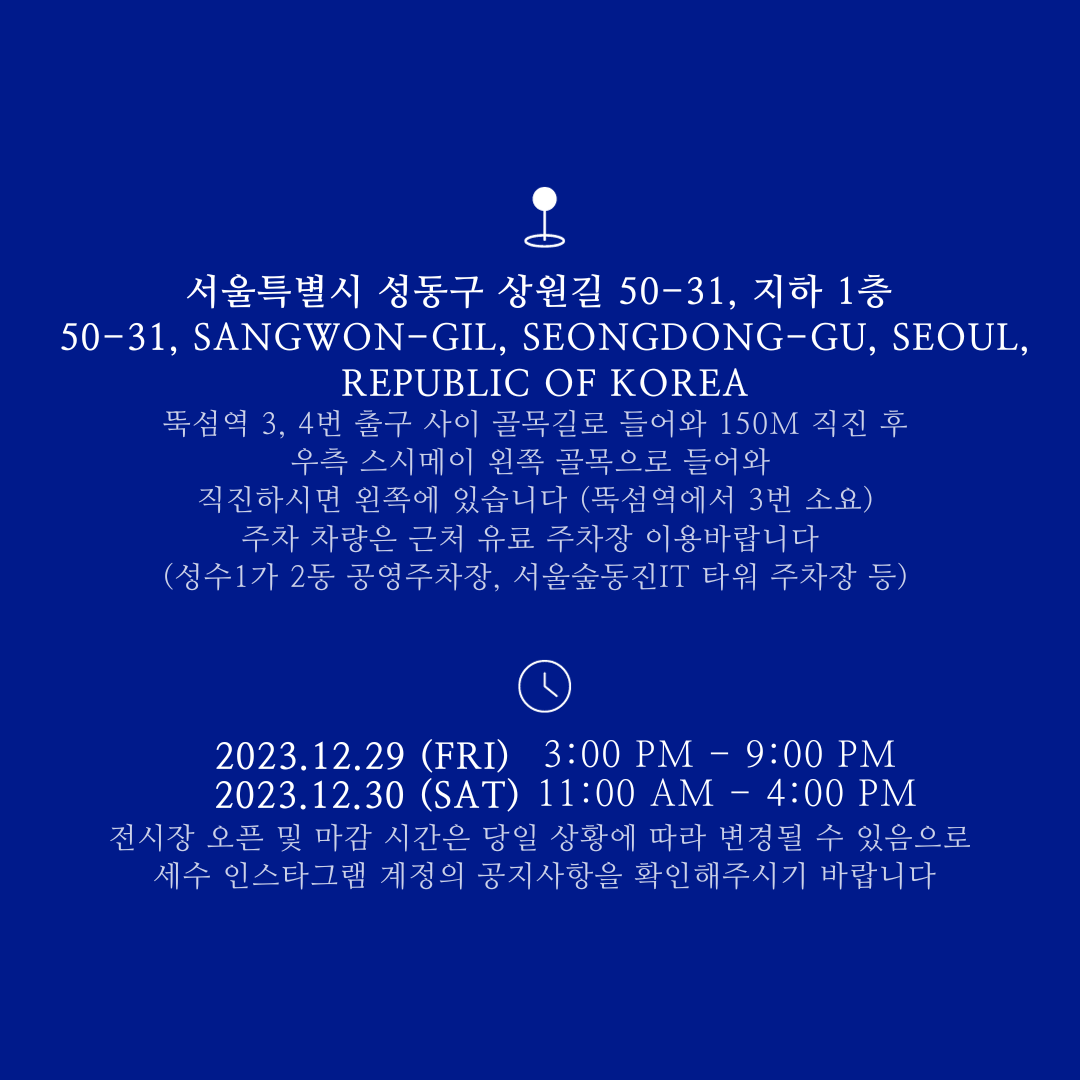 서울특별시 성동구 상원길 50-31, 지하 1층
50-31, SANGWON-GIL, SEONGDONG-GU, SEOUL,
REPUBLIC OF KOREA
뚝섬역 3, 4번 출구 사이 골목길로 들어와 150M 직진 후
우측 스시메이 왼쪽 골목으로 들어와
직진하시면 왼쪽에 있습니다 (뚝섬역에서 3번 소요)
주차 차량은 근처 유료 주차장 이용바랍니다
(성수1가 2동 공영주차장, 서울숲동진IT 타워 주차장 등)
2023.12.29 (FRI) 3:00 PM - 9:00 PM
2023.12.30 (SAT) 11:00 AM - 4:00 PM
전시장 오픈 및 마감 시간은 당일 상황에 따라 변경될 수 있음으로
세수 인스타그램 계정의 공지사항을 확인해주시기 바랍니다